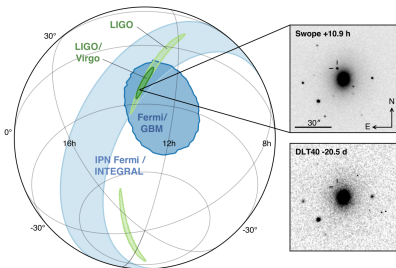 LIGO
Swope +10.9 h
30°
LIGO/
Virgo
Fermi/
GBM
N
30"
E
0°
16h
12h
8h
IPN Fermi /
INTEGRAL
DLT40 -20.5 d
-30°
-30°